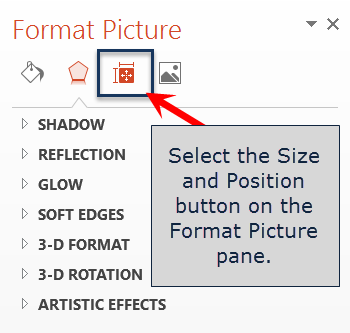 Format Picture
SHADOW
REFLECTION
GLOW
SOFT EDGES
3-D FORMAT
3-D ROTATION
ARTISTIC EFFECTS
Select the Size
and Position
button on the
Format Picture
pane.